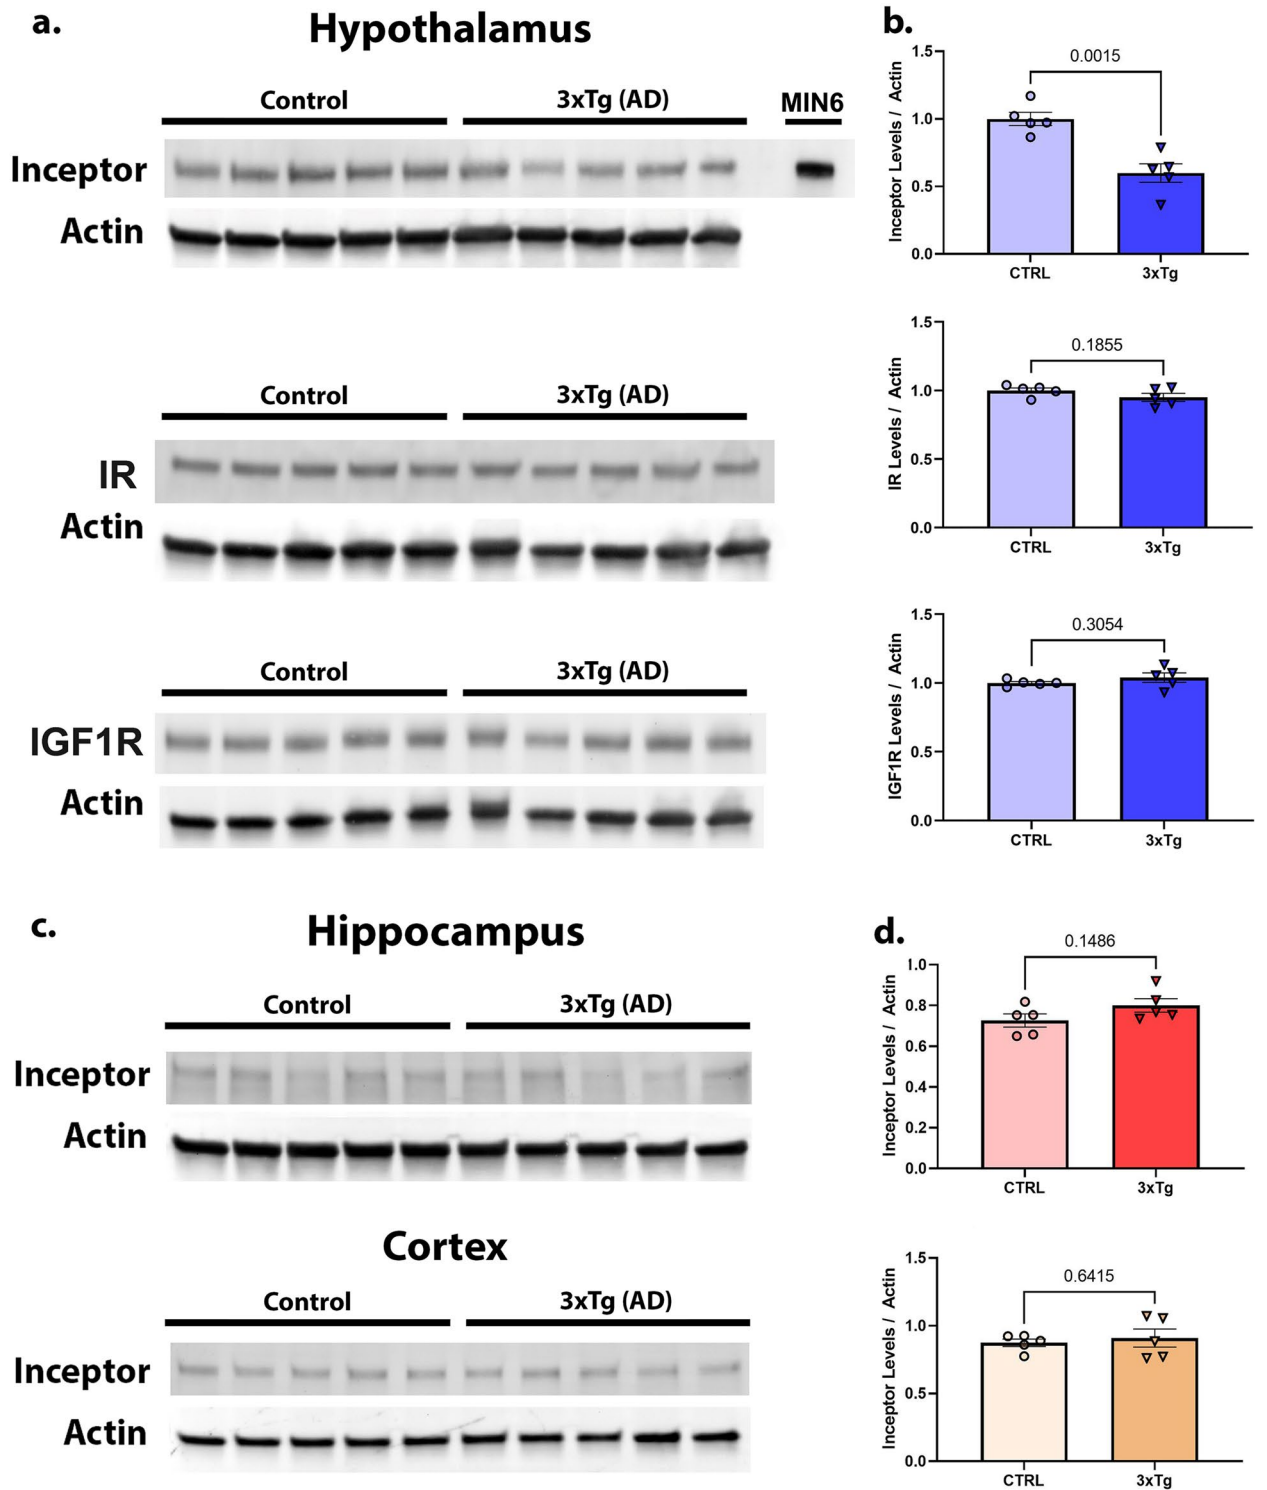 a.
Hypothalamus
Control 3xTg (AD) MIN6
Inceptor
Actin
Control 3xTg (AD)
IR
Actin
Control 3xTg (AD)
IGF1R
Actin
b.
Inceptor Levels / Actin
1.5
1.0
0.5
0.0
0.0015
CTRL 3xTg
IR Levels / Actin
1.5
1.0
0.5
0.0
0.1855
CTRL 3xTg
IGF1R Levels / Actin
1.5
1.0
0.5
0.0
0.3054
CTRL 3xTg
c.
Hippocampus
Control 3xTg (AD)
Inceptor
Actin
Cortex
Control 3xTg (AD)
Inceptor
Actin
d.
Inceptor Levels / Actin
1.0
0.8
0.6
0.4
0.2
0.0
0.1486
CTRL 3xTg
Inceptor Levels / Actin
1.5
1.0
0.5
0.0
0.6415
CTRL 3xTg